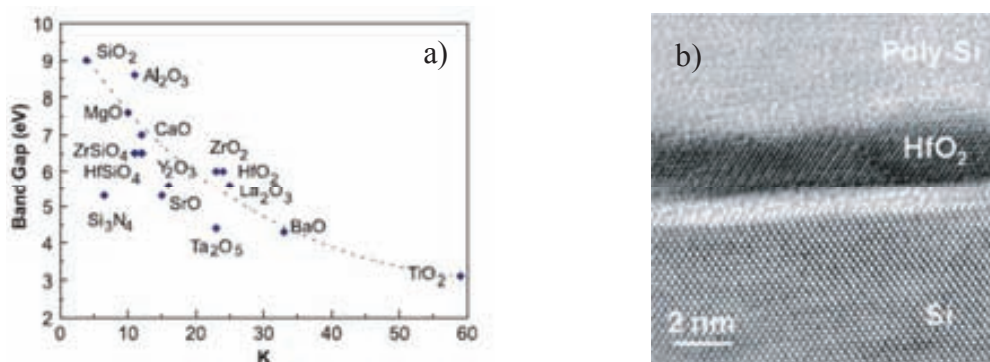 a)
10
9
8
7
6
5
4
3
2
Band Gap (eV)
SiO2
Al2O3
MgO
CaO
ZrSiO4
ZrO2
HfSiO4
Y2O3
HfO2
La2O3
Si3N4
SrO
BaO
Ta2O5
TiO2
0 10 20 30 40 50 60
K
b)
Poly-Si
HfO2
Si
2 nm